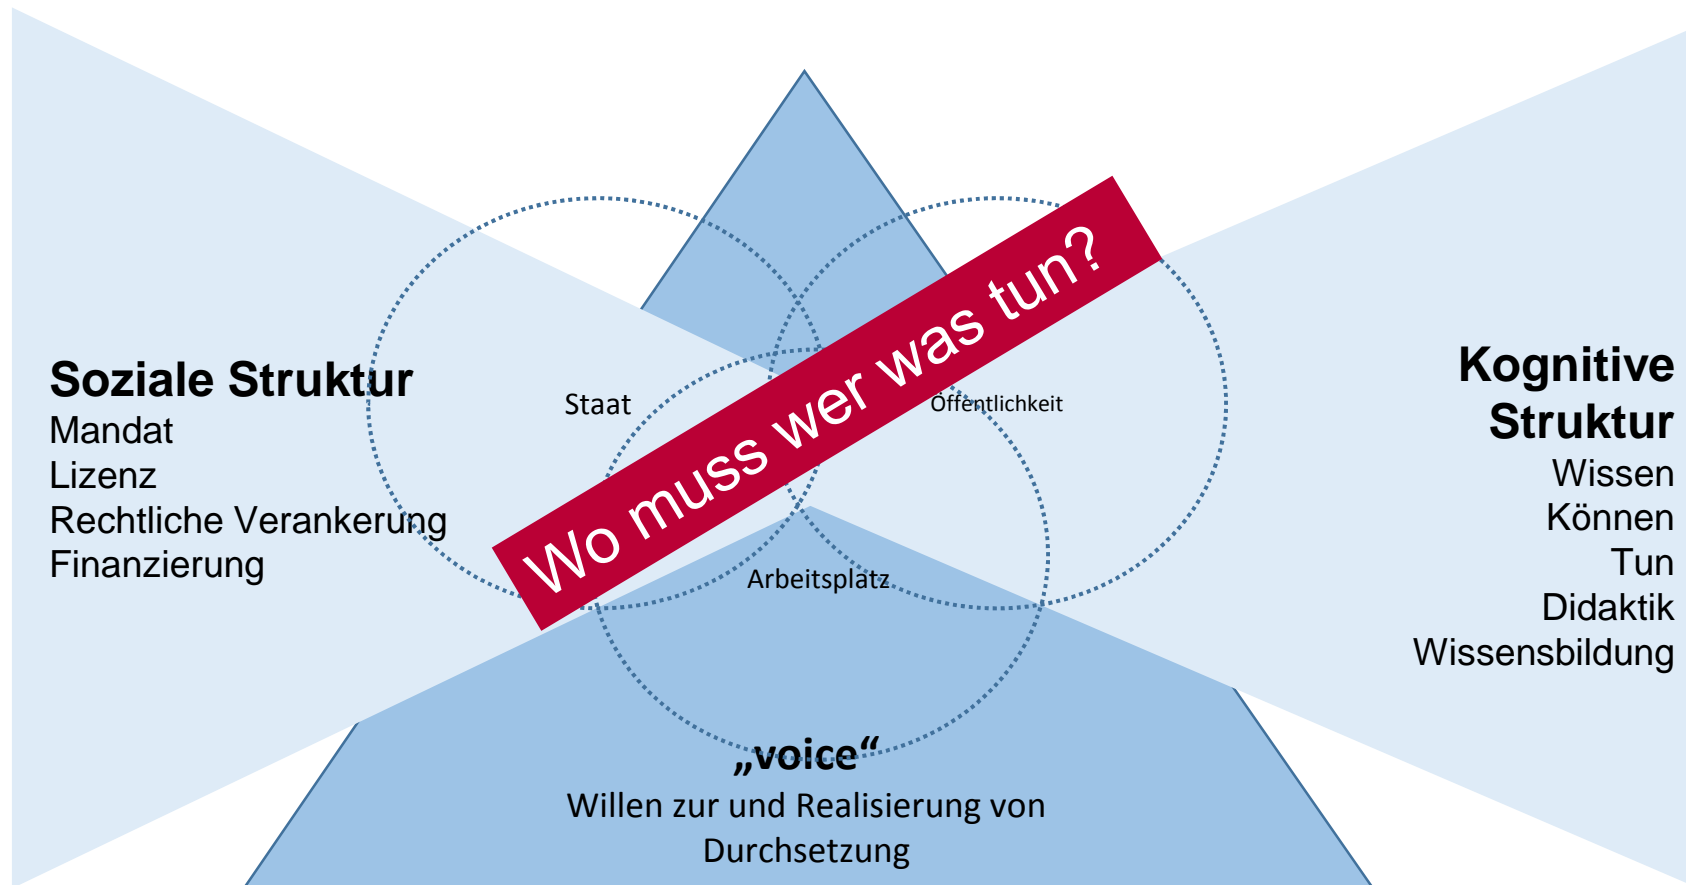 Soziale Struktur
Mandat
Lizenz
Rechtliche Verankerung
Finanzierung
Staat
Öffentlichkeit
Arbeitsplatz
Wo muss wer was tun?
Kognitive
Struktur
Wissen
Können
Tun
Didaktik
Wissensbildung
„voice“
Willen zur und Realisierung von
Durchsetzung